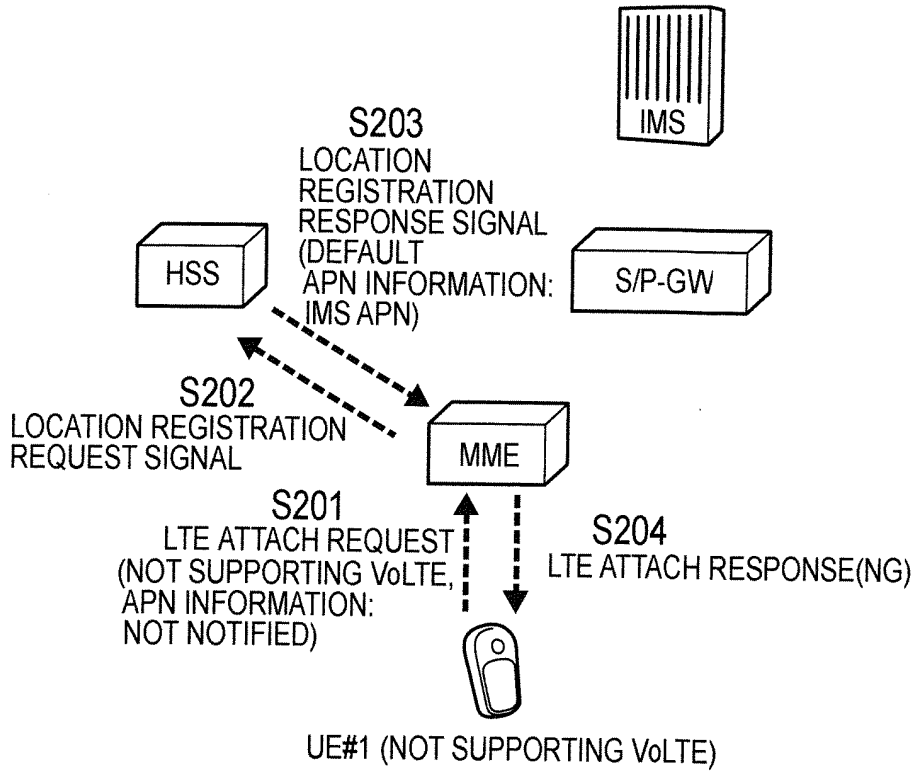 IMS
S203
LOCATION
REGISTRATION
RESPONSE SIGNAL
(DEFAULT
APN INFORMATION:
IMS APN)
HSS
S/P-GW
S202
LOCATION REGISTRATION
REQUEST SIGNAL
MME
S201
LTE ATTACH REQUEST
(NOT SUPPORTING VoLTE,
APN INFORMATION:
NOT NOTIFIED)
S204
LTE ATTACH RESPONSE(NG)
UE#1 (NOT SUPPORTING VoLTE)